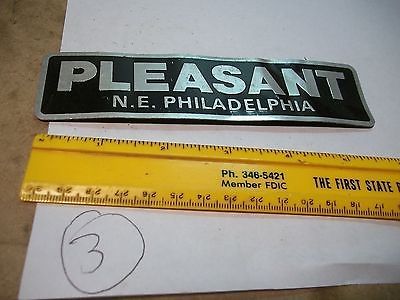 PLEASANT
N.E. PHILADELPHIA
Ph. 346-5421
Member FDIC
THE FIRST STATE
3